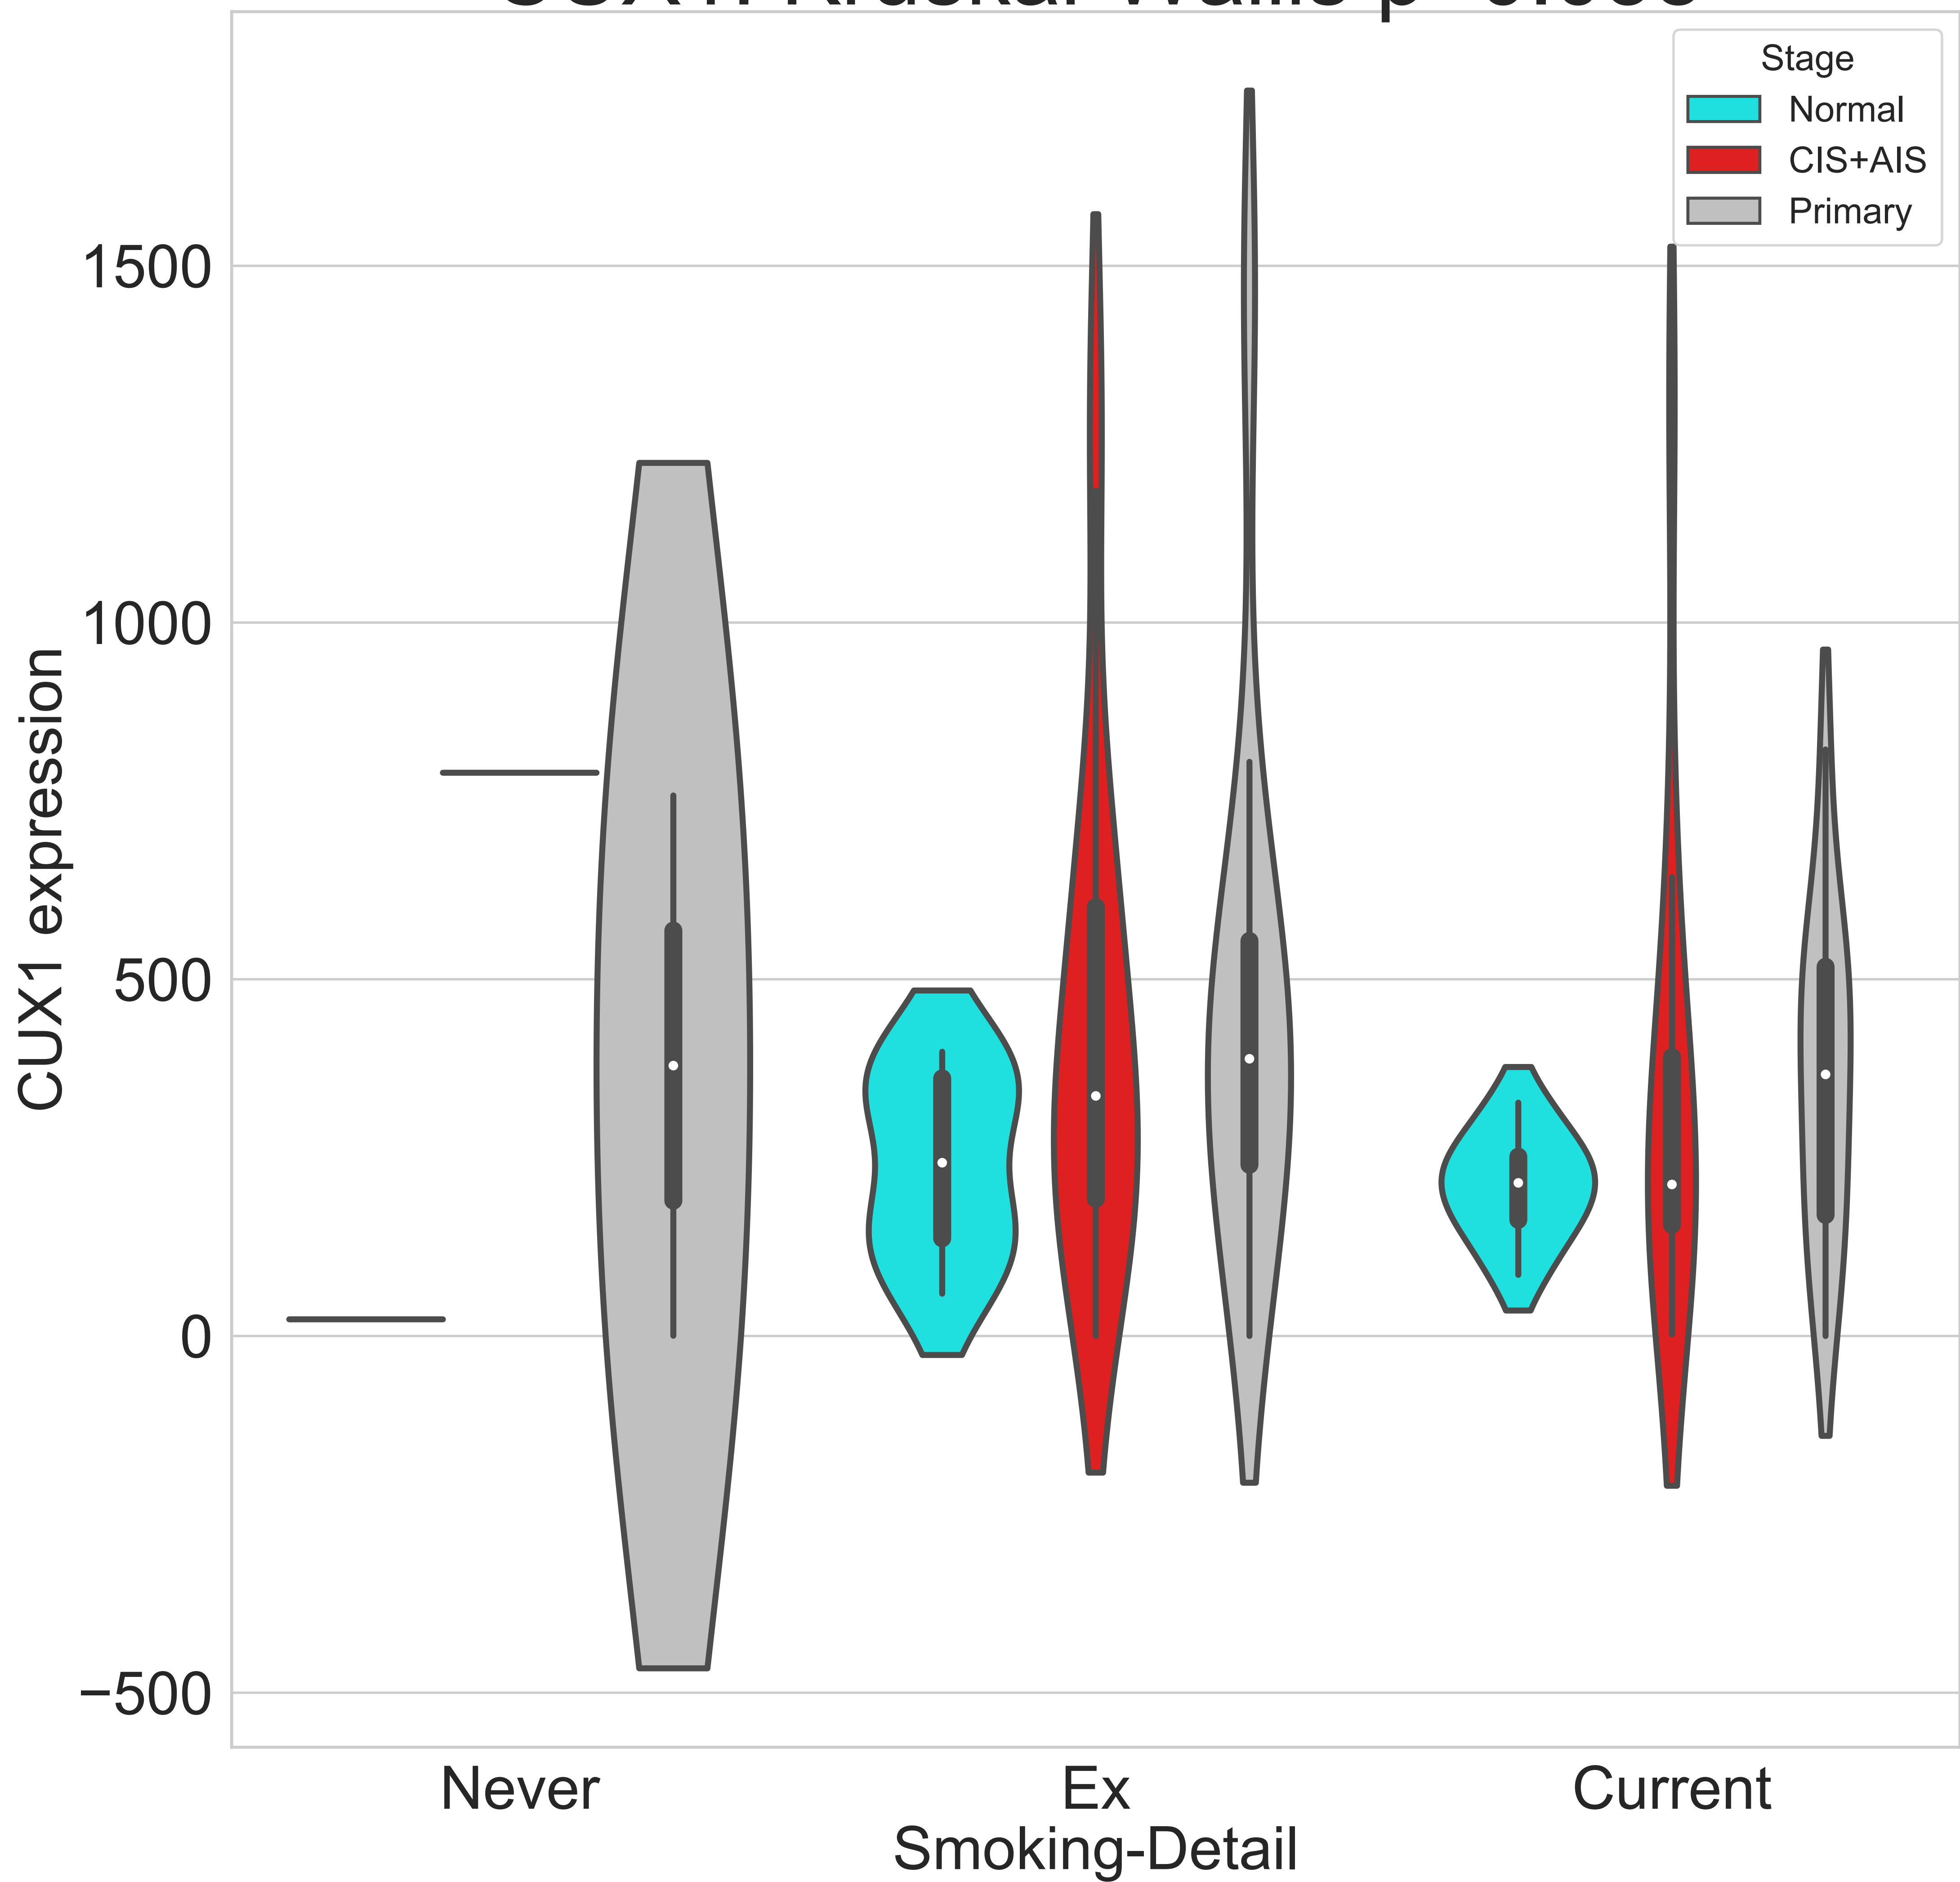 Stage
Normal
CIS+AIS
Primary
1500
1000
500
0
−500
CUX1 expression
Never
Ex
Current
Smoking-Detail